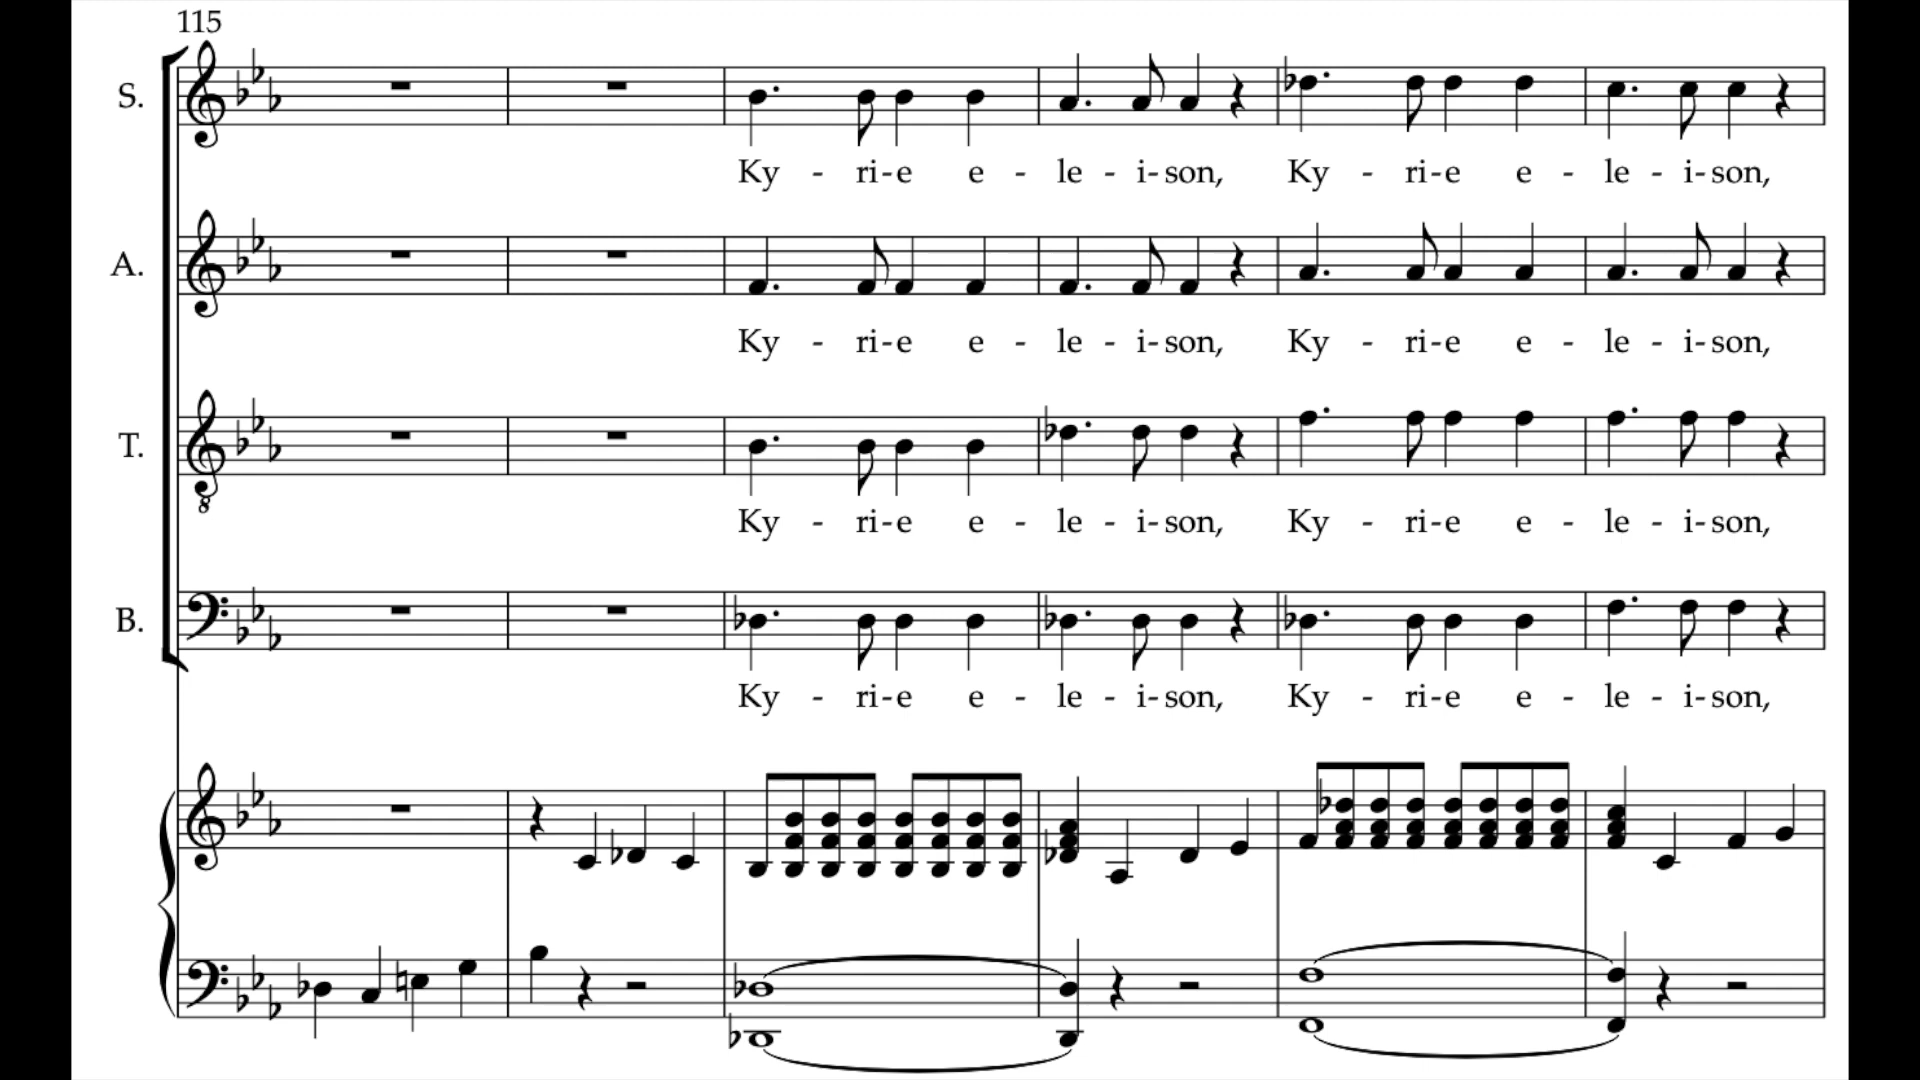 115
S.
Ky - ri-e e - le - i-son, Ky - ri-e e - le - i-son,
A.
Ky - ri-e e - le - i-son, Ky - ri-e e - le - i-son,
T.
8
Ky - ri-e e - le - i-son, Ky - ri-e e - le - i-son,
B.
Ky - ri-e e - le - i-son, Ky - ri-e e - le - i-son,